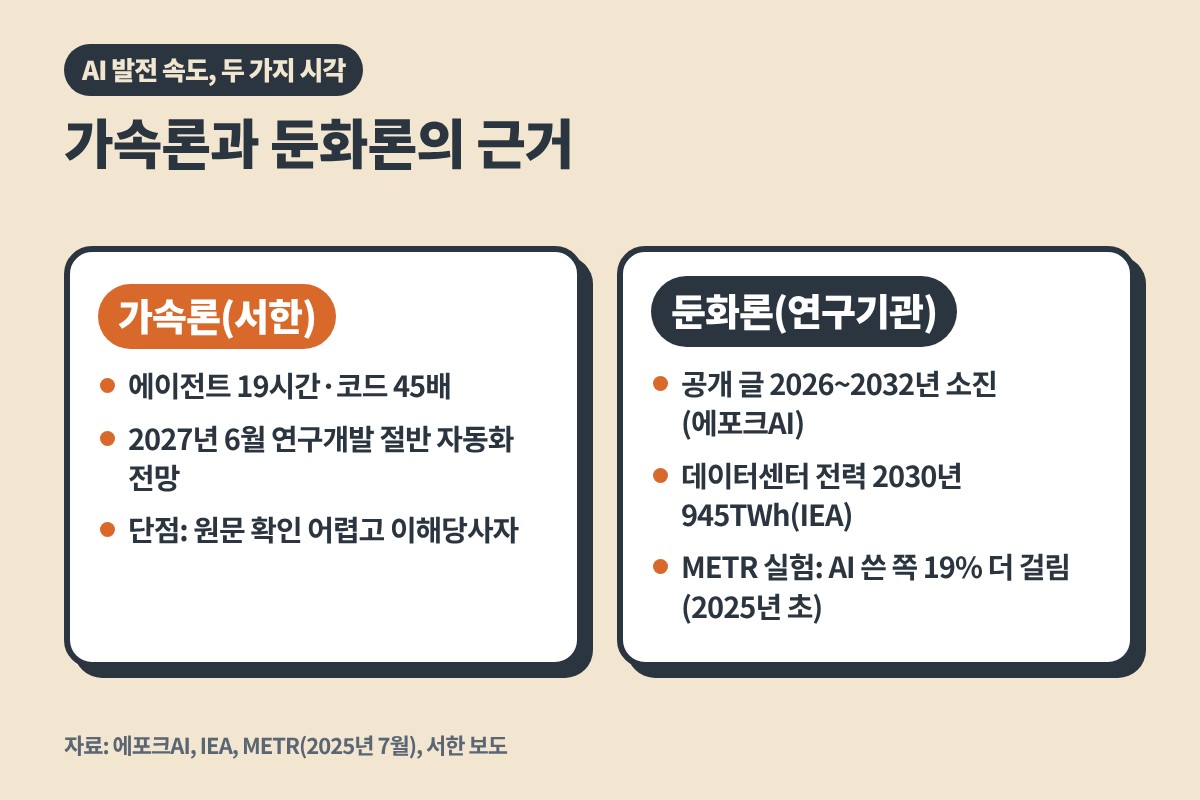 AI 발전 속도, 두 가지 시각
가속론과 둔화론의 근거
가속론(서한)
에이전트 19시간·코드 45배
2027년 6월 연구개발 절반 자동화
전망
단점: 원문 확인 어렵고 이해당사자
둔화론(연구기관)
공개 글 2026~2032년 소진
(에포크AI)
데이터센터 전력 2030년
945TWh(IEA)
METR 실험: AI 쓴 쪽 19% 더 걸림
(2025년 초)
자료: 에포크AI, IEA, METR(2025년 7월), 서한 보도